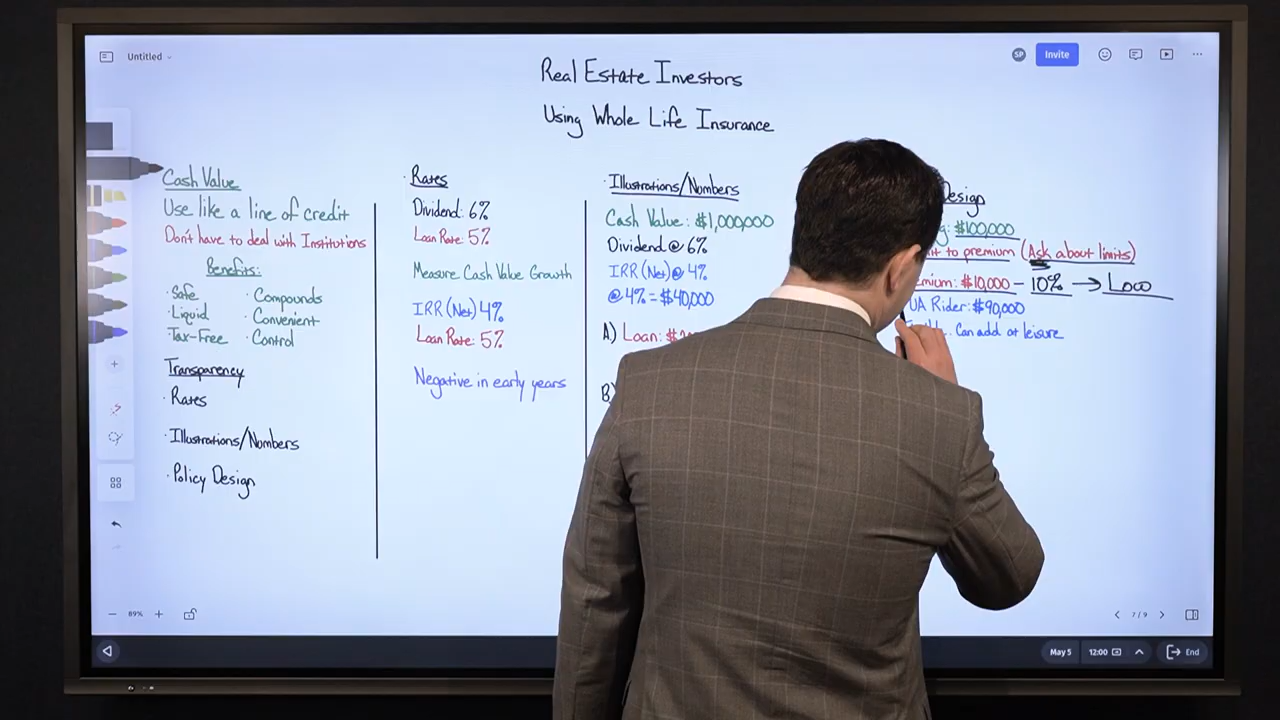 Untitled
SP
Invite
Real Estate Investors
Using Whole Life Insurance
Cash Value
Use like a line of credit
Don't have to deal with Institutions
Benefits:
· Safe
· Compounds
· Liquid
· Convenient
· Tax-Free
· Control
Transparency
· Rates
· Illustrations/Numbers
· Policy Design
· Rates
Dividend: 6%
Loan Rate: 5%
Measure Cash Value Growth
IRR (Net) 4%
Loan Rate: 5%
Negative in early years
· Illustrations/Numbers
Cash Value: $1,000,000
Dividend @ 6%
IRR (Net) @ 4%
@ 4% = $40,000
A) Loan:
B)
Design
$100,000
to premium (Ask about limits)
$10,000 - 10% → Low
UA Rider: $90,000
Can add at leisure
89%
7/9
May 5
12:00
End